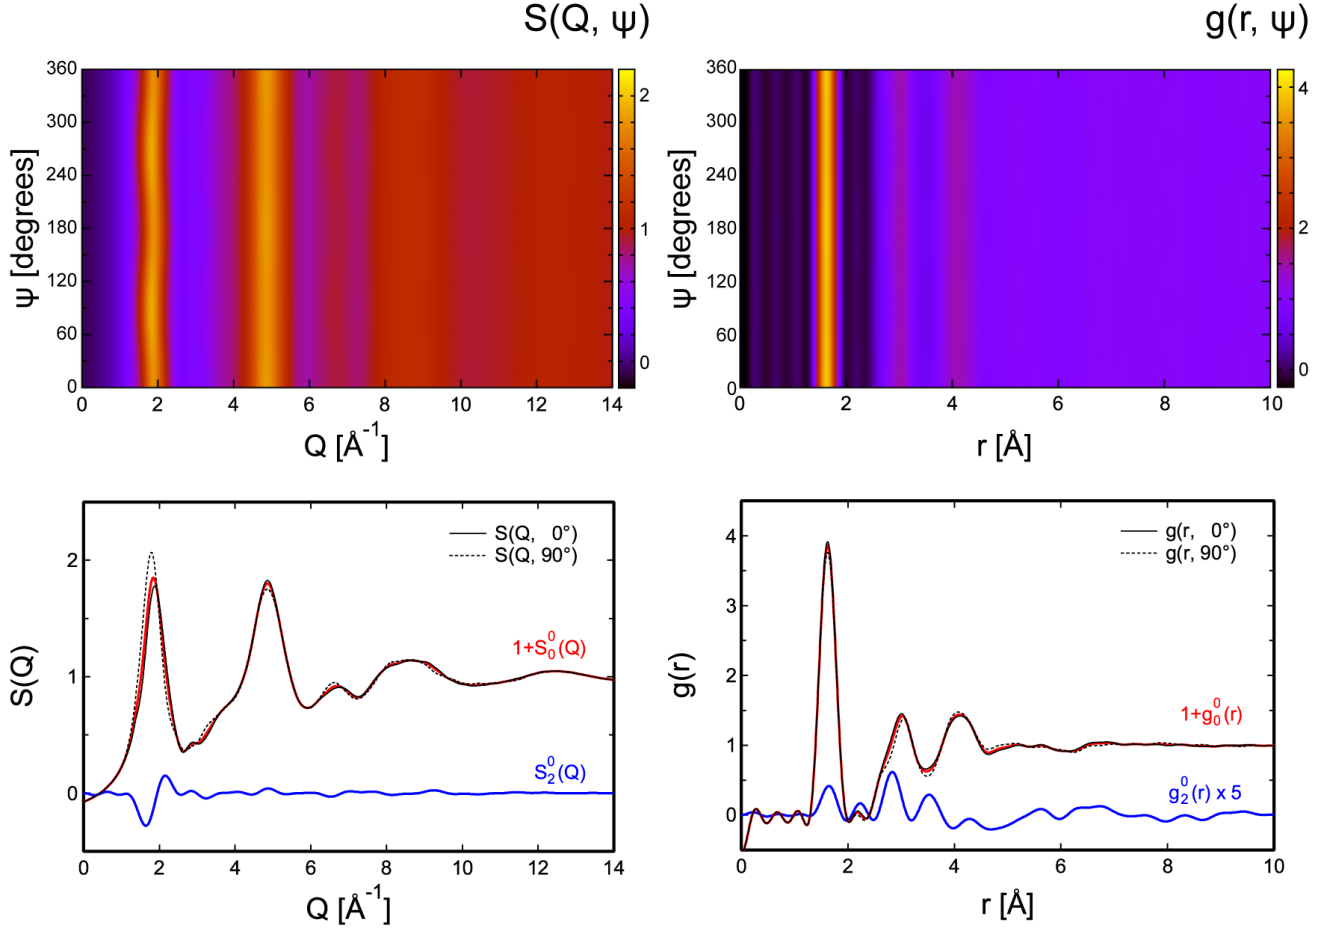 S(Q, ψ)
g(r, ψ)
360
300
240
180
120
60
0
ψ [degrees]
0 2 4 6 8 10 12 14
Q [Å⁻¹]
2
1
0
360
300
240
180
120
60
0
ψ [degrees]
0 2 4 6 8 10
r [Å]
4
2
0
S(Q, 0°)
S(Q, 90°)
2
1
0
S(Q)
1+S₀⁰(Q)
S₂⁰(Q)
0 2 4 6 8 10 12 14
Q [Å⁻¹]
g(r, 0°)
g(r, 90°)
4
3
2
1
0
g(r)
1+g₀⁰(r)
g₂⁰(r) x 5
0 2 4 6 8 10
r [Å]